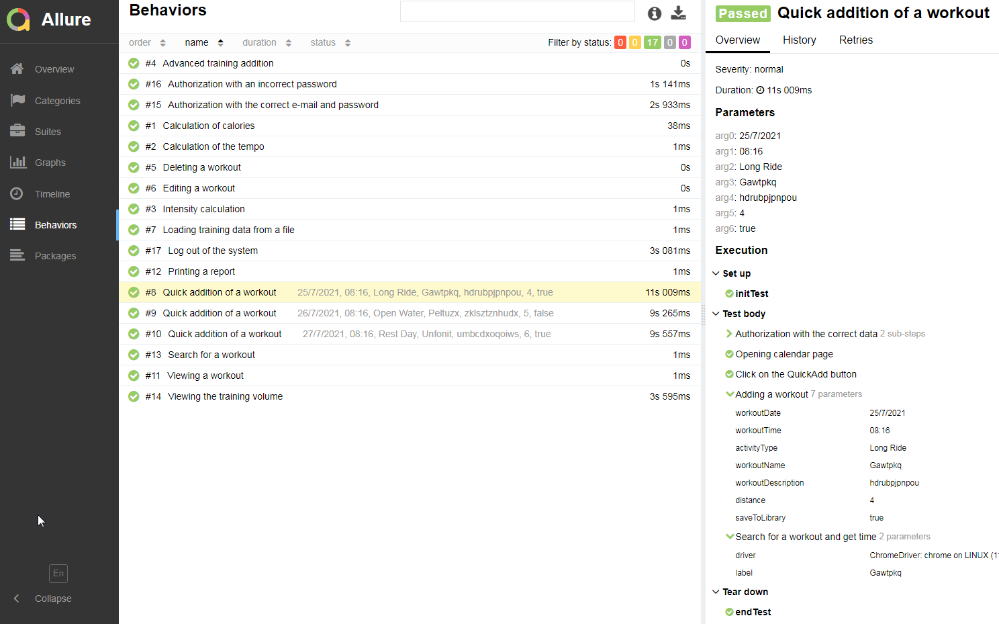 Allure
Overview
Categories
Suites
Graphs
Timeline
Behaviors
Packages
En
Collapse
Behaviors
order name duration status Filter by status: 0 0 17 0 0
#4 Advanced training addition 0s
#16 Authorization with an incorrect password 1s 141ms
#15 Authorization with the correct e-mail and password 2s 933ms
#1 Calculation of calories 38ms
#2 Calculation of the tempo 1ms
#5 Deleting a workout 0s
#6 Editing a workout 0s
#3 Intensity calculation 1ms
#7 Loading training data from a file 1ms
#17 Log out of the system 3s 081ms
#12 Printing a report 1ms
#8 Quick addition of a workout 25/7/2021, 08:16, Long Ride, Gawtpkq, hdrubpjpnpou, 4, true 11s 009ms
#9 Quick addition of a workout 26/7/2021, 08:16, Open Water, Peltuzx, zklsztznhudx, 5, false 9s 265ms
#10 Quick addition of a workout 27/7/2021, 08:16, Rest Day, Unfonit, umbcdxoqoiws, 6, true 9s 557ms
#13 Search for a workout 1ms
#11 Viewing a workout 1ms
#14 Viewing the training volume 3s 595ms
Passed Quick addition of a workout
Overview History Retries
Severity: normal
Duration: 11s 009ms
Parameters
arg0: 25/7/2021
arg1: 08:16
arg2: Long Ride
arg3: Gawtpkq
arg4: hdrubpjpnpou
arg5: 4
arg6: true
Execution
Set up
initTest
Test body
Authorization with the correct data 2 sub-steps
Opening calendar page
Click on the QuickAdd button
Adding a workout 7 parameters
workoutDate 25/7/2021
workoutTime 08:16
activityType Long Ride
workoutName Gawtpkq
workoutDescription hdrubpjpnpou
distance 4
saveToLibrary true
Search for a workout and get time 2 parameters
driver ChromeDriver: chrome on LINUX (1
label Gawtpkq
Tear down
endTest